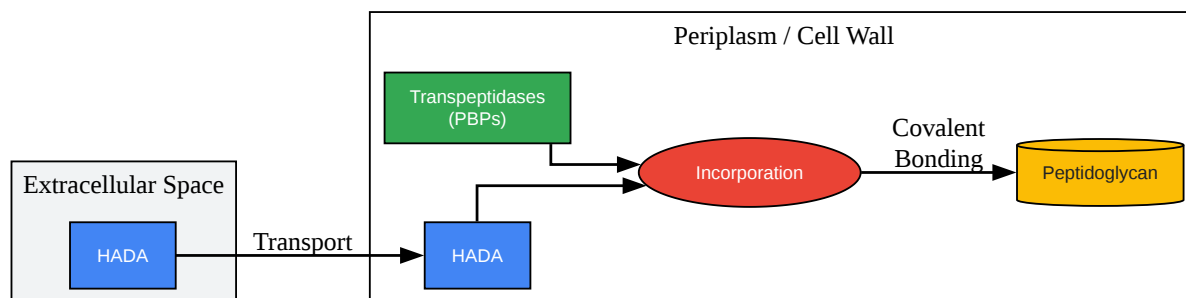 Periplasm / Cell Wall
Transpeptidases
(PBPs)
Covalent
Bonding
Incorporation
Peptidoglycan
Extracellular Space
HADA
Transport
HADA